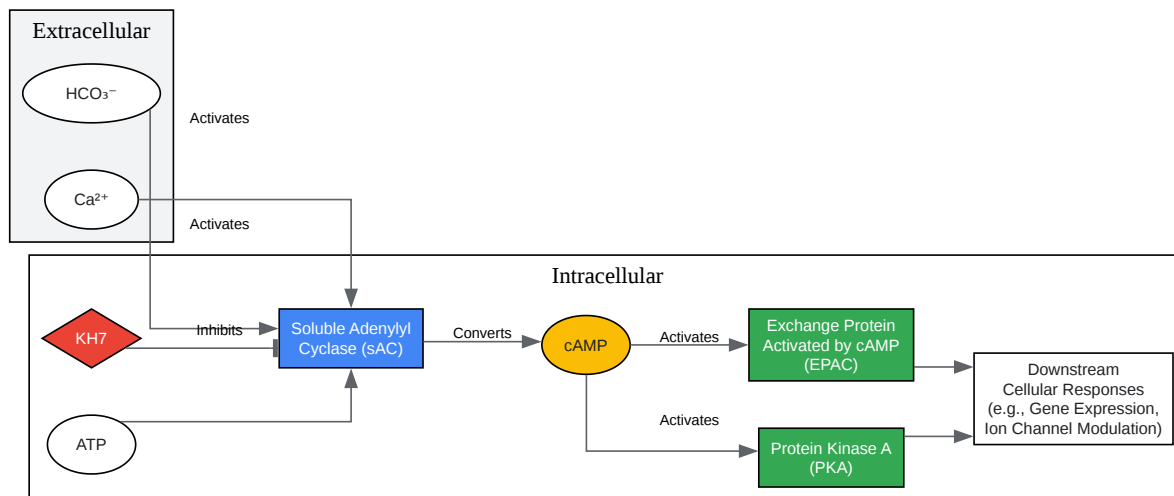 Extracellular
HCO₃⁻
Activates
Ca²⁺
Activates
Intracellular
KH7
Inhibits
Soluble Adenylyl
Cyclase (sAC)
Converts
cAMP
Activates
Exchange Protein
Activated by cAMP
(EPAC)
Downstream
Cellular Responses
(e.g., Gene Expression,
Ion Channel Modulation)
ATP
Activates
Protein Kinase A
(PKA)